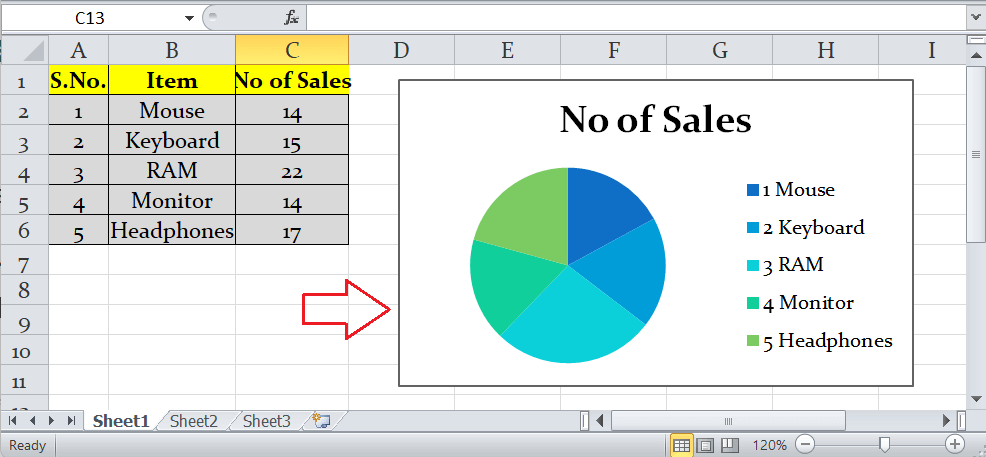 C13
fx
A B C D E F G H I
1 S.No. Item No of Sales
2 1 Mouse 14
3 2 Keyboard 15
4 3 RAM 22
5 4 Monitor 14
6 5 Headphones 17
7
8
9
10
11
No of Sales
1 Mouse
2 Keyboard
3 RAM
4 Monitor
5 Headphones
Sheet1 Sheet2 Sheet3
Ready 120%